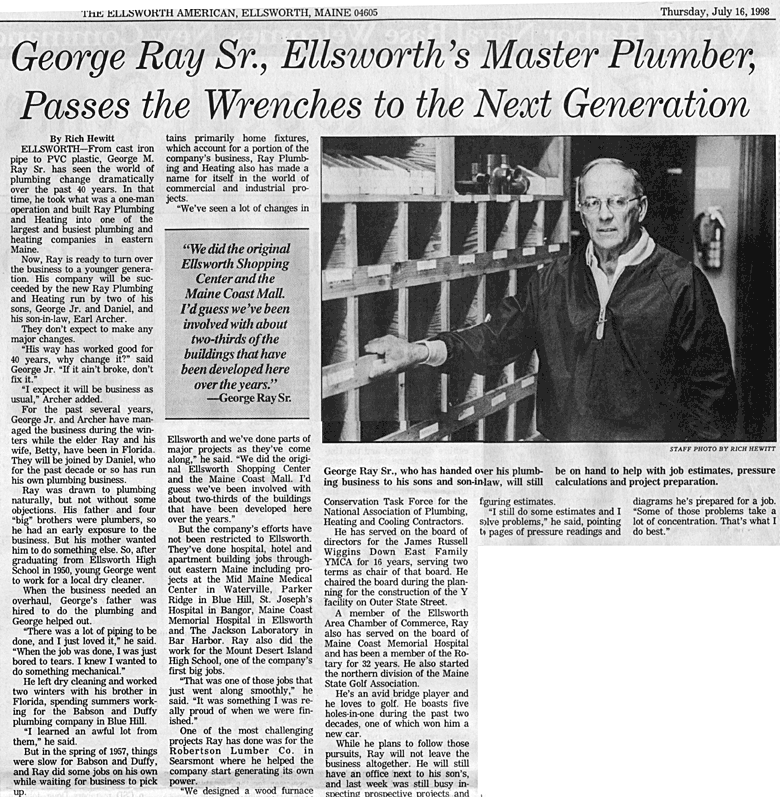 THE ELLSWORTH AMERICAN, ELLSWORTH, MAINE 04605
Thursday, July 16, 1998
George Ray Sr., Ellsworth's Master Plumber,
Passes the Wrenches to the Next Generation
By Rich Hewitt
ELLSWORTH—From cast iron
pipe to PVC plastic, George M.
Ray Sr. has seen the world of
plumbing change dramatically
over the past 40 years. In that
time, he took what was a one-man
operation and built Ray Plumbing
and Heating into one of the
largest and busiest plumbing and
heating companies in eastern
Maine.
Now, Ray is ready to turn over
the business to a younger genera-
tion. His company will be suc-
ceeded by the new Ray Plumbing
and Heating run by two of his
sons, George Jr. and Daniel, and
his son-in-law, Earl Archer.
They don't expect to make any
major changes.
"His way has worked good for
40 years, why change it?" said
George Jr. "If it ain't broke, don't
fix it."
"I expect it will be business as
usual," Archer added.
For the past several years,
George Jr. and Archer have man-
aged the business during the win-
ters while the elder Ray and his
wife, Betty, have been in Florida.
They will be joined by Daniel, who
for the past decade or so has run
his own plumbing business.
Ray was drawn to plumbing
naturally, but not without some
objections. His father and four
"big" brothers were plumbers, so
he had an early exposure to the
business. But his mother wanted
him to do something else. So, after
graduating from Ellsworth High
School in 1950, young George went
to work for a local dry cleaner.
When the business needed an
overhaul, George's father was
hired to do the plumbing and
George helped out.
"There was a lot of piping to be
done, and I just loved it," he said.
"When the job was done, I was just
bored to tears. I knew I wanted to
do something mechanical."
He left dry cleaning and worked
two winters with his brother in
Florida, spending summers work-
ing for the Babson and Duffy
plumbing company in Blue Hill.
"I learned an awful lot from
them," he said.
But in the spring of 1957, things
were slow for Babson and Duffy,
and Ray did some jobs on his own
while waiting for business to pick
up.
tains primarily home fixtures,
which account for a portion of the
company's business, Ray Plumb-
ing and Heating also has made a
name for itself in the world of
commercial and industrial pro-
jects.
"We've seen a lot of changes in
"We did the original
Ellsworth Shopping
Center and the
Maine Coast Mall.
I'd guess we've been
involved with about
two-thirds of the
buildings that have
been developed here
over the years."
—George Ray Sr.
Ellsworth and we've done parts of
major projects as they've come
along," he said. "We did the origi-
nal Ellsworth Shopping Center
and the Maine Coast Mall. I'd
guess we've been involved with
about two-thirds of the buildings
that have been developed here
over the years."
But the company's efforts have
not been restricted to Ellsworth.
They've done hospital, hotel and
apartment building jobs through-
out eastern Maine including pro-
jects at the Mid Maine Medical
Center in Waterville, Parker
Ridge in Blue Hill, St. Joseph's
Hospital in Bangor, Maine Coast
Memorial Hospital in Ellsworth
and The Jackson Laboratory in
Bar Harbor. Ray also did the
work for the Mount Desert Island
High School, one of the company's
first big jobs.
"That was one of those jobs that
just went along smoothly," he
said. "It was something I was re-
ally proud of when we were fin-
ished."
One of the most challenging
projects Ray has done was for the
Robertson Lumber Co. in
Searsmont where he helped the
company start generating its own
power.
"We designed a wood furnace
STAFF PHOTO BY RICH HEWITT
George Ray Sr., who has handed over his plumb-
ing business to his sons and son-in-law, will still
be on hand to help with job estimates, pressure
calculations and project preparation.
Conservation Task Force for the
National Association of Plumbing,
Heating and Cooling Contractors.
He has served on the board of
directors for the James Russell
Wiggins Down East Family
YMCA for 16 years, serving two
terms as chair of that board. He
chaired the board during the plan-
ning for the construction of the Y
facility on Outer State Street.
A member of the Ellsworth
Area Chamber of Commerce, Ray
also has served on the board of
Maine Coast Memorial Hospital
and has been a member of the Ro-
tary for 32 years. He also started
the northern division of the Maine
State Golf Association.
He's an avid bridge player and
he loves to golf. He boasts five
holes-in-one during the past two
decades, one of which won him a
new car.
While he plans to follow those
pursuits, Ray will not leave the
business altogether. He will still
have an office next to his son's,
and last week was still busy in-
specting prospective projects and
figuring estimates.
"I still do some estimates and I
solve problems," he said, pointing
to pages of pressure readings and
diagrams he's prepared for a job.
"Some of those problems take a
lot of concentration. That's what I
do best."